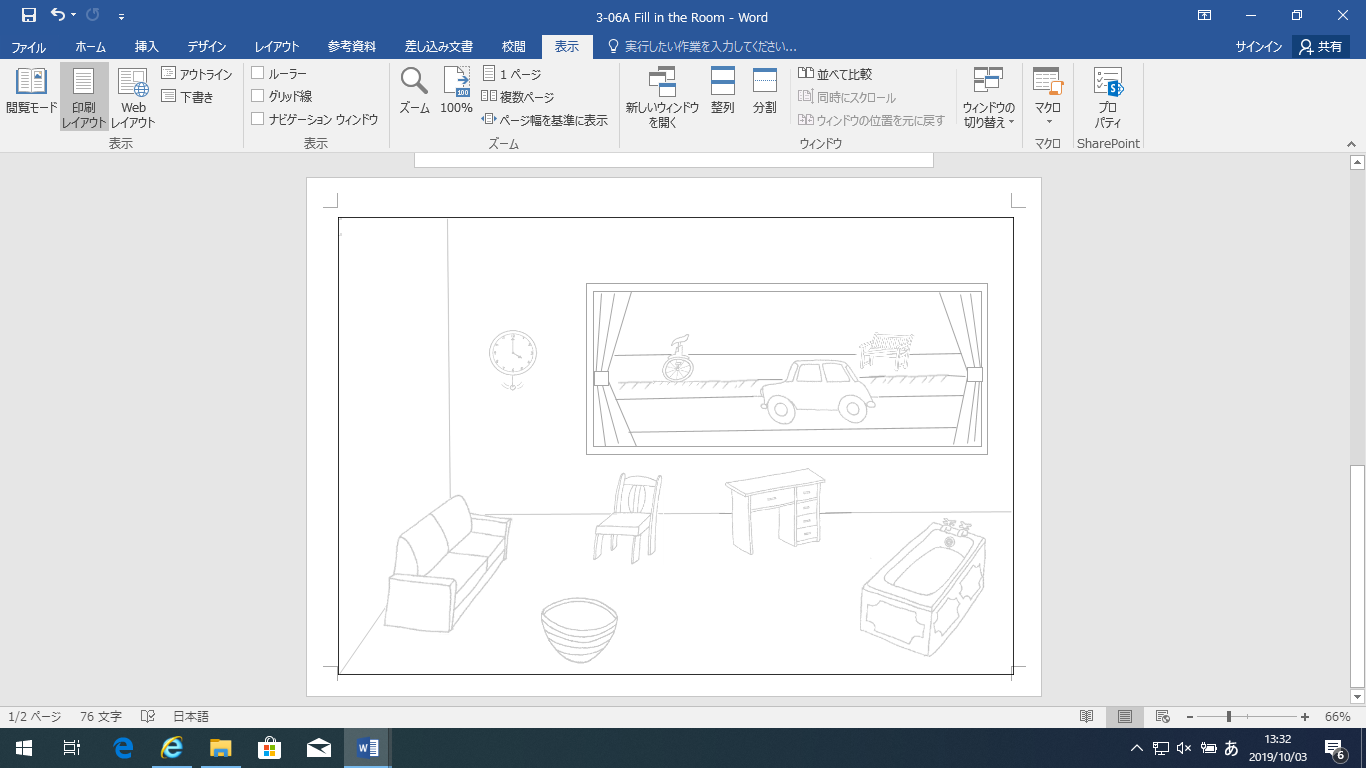 3-06A Fill in the Room - Word
ファイル ホーム 挿入 デザイン レイアウト 参考資料 差し込み文書 校閲 表示 実行したい作業を入力してください... サインイン 共有
閲覧モード
印刷
レイアウト
Web
レイアウト
アウトライン
下書き
表示
ルーラー
グリッド線
ナビゲーション ウィンドウ
表示
ズーム
100
100%
1 ページ
複数ページ
ページ幅を基準に表示
ズーム
新しいウィンドウ
を開く
整列
分割
並べて比較
同時にスクロール
ウィンドウの位置を元に戻す
ウィンドウの
切り替え
ウィンドウ
マクロ
マクロ
プロ
パティ
SharePoint
1/2 ページ 76 文字 日本語 66%
あ 13:32
2019/10/03
6